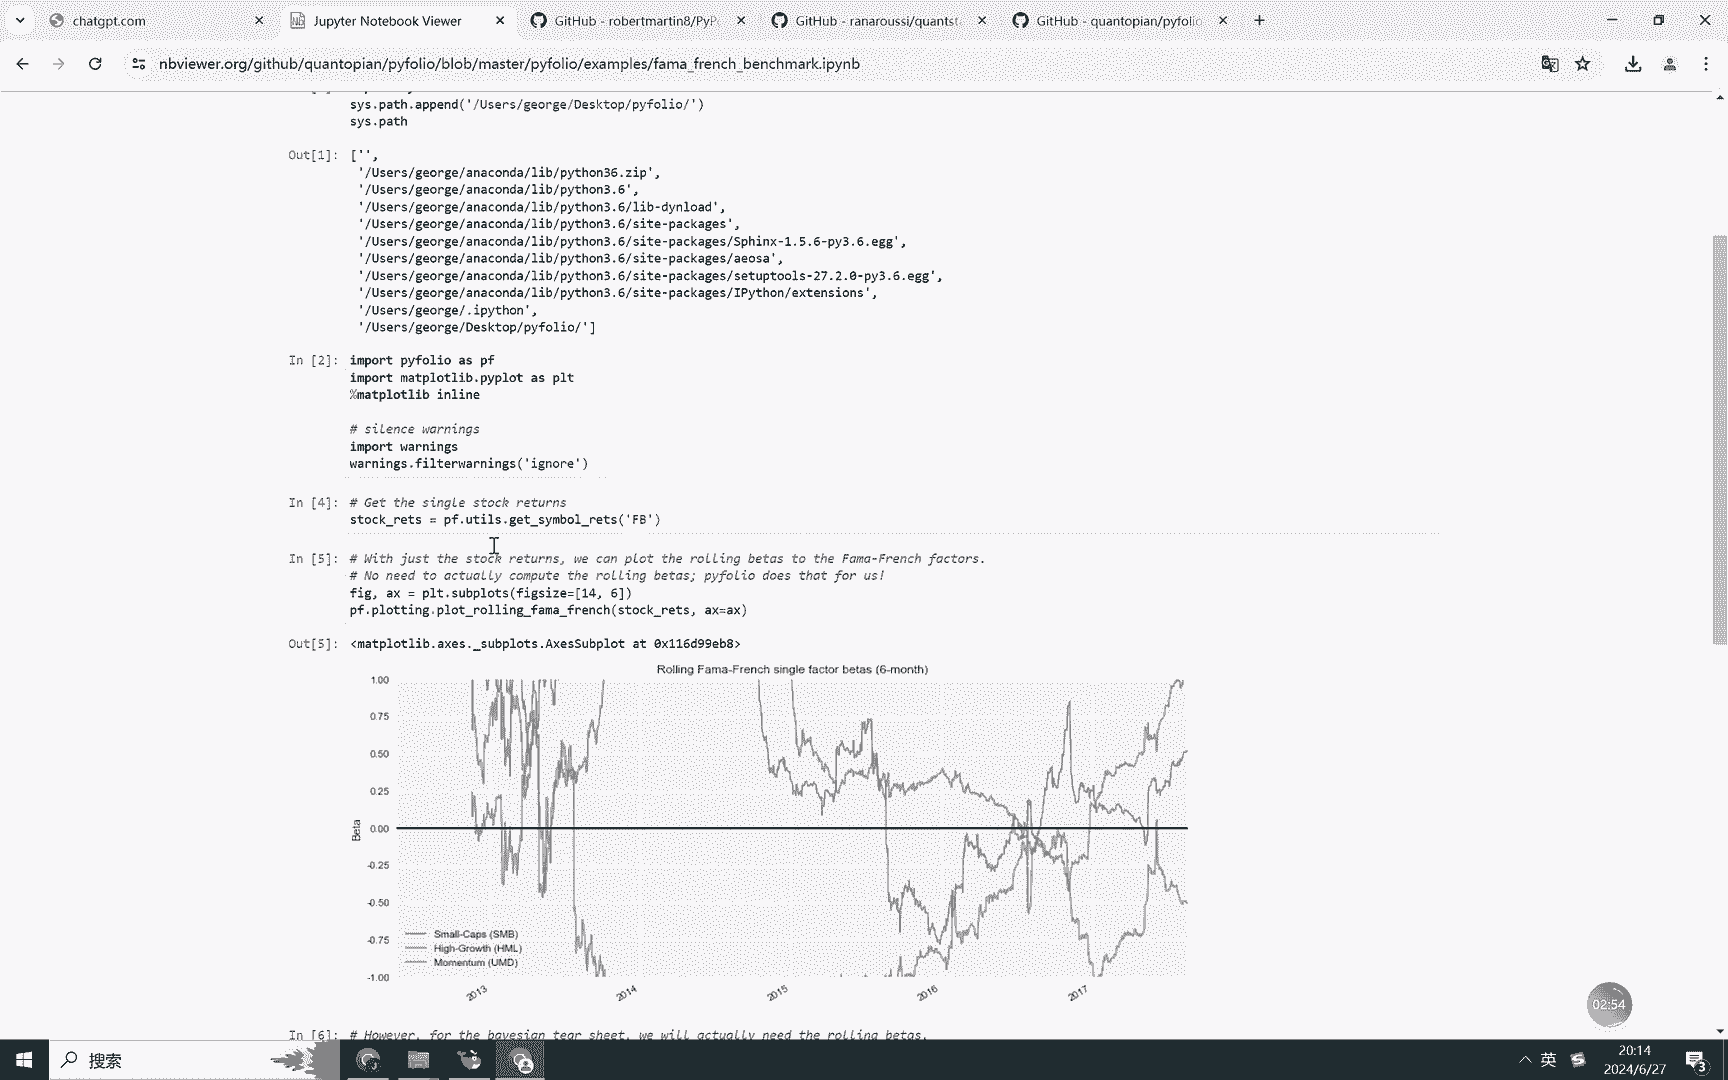 chatgpt.com
Jupyter Notebook Viewer
GitHub - robertmartin8/PyP
GitHub - ranaroussi/quantst
GitHub - quantopian/pyfolio
nbviewer.org/github/quantopian/pyfolio/blob/master/pyfolio/examples/fama_french_benchmark.ipynb
sys.path.append('/Users/george/Desktop/pyfolio/')
sys.path
Out[1]: ['',
'/Users/george/anaconda/lib/python36.zip',
'/Users/george/anaconda/lib/python3.6',
'/Users/george/anaconda/lib/python3.6/lib-dynload',
'/Users/george/anaconda/lib/python3.6/site-packages',
'/Users/george/anaconda/lib/python3.6/site-packages/Sphinx-1.5.6-py3.6.egg',
'/Users/george/anaconda/lib/python3.6/site-packages/aeosa',
'/Users/george/anaconda/lib/python3.6/site-packages/setuptools-27.2.0-py3.6.egg',
'/Users/george/anaconda/lib/python3.6/site-packages/IPython/extensions',
'/Users/george/.ipython',
'/Users/george/Desktop/pyfolio/']
In [2]: import pyfolio as pf
import matplotlib.pyplot as plt
%matplotlib inline
# silence warnings
import warnings
warnings.filterwarnings('ignore')
In [4]: # Get the single stock returns
stock_rets = pf.utils.get_symbol_rets('FB')
In [5]: # With just the stock returns, we can plot the rolling betas to the Fama-French factors.
# No need to actually compute the rolling betas; pyfolio does that for us!
fig, ax = plt.subplots(figsize=[14, 6])
pf.plotting.plot_rolling_fama_french(stock_rets, ax=ax)
Out[5]: <matplotlib.axes._subplots.AxesSubplot at 0x116d99eb8>
Rolling Fama-French single factor betas (6-month)
1.00
0.75
0.50
0.25
0.00
-0.25
-0.50
-0.75
-1.00
Beta
Small-Caps (SMB)
High-Growth (HML)
Momentum (UMD)
2013
2014
2015
2016
2017
02:54
In [6]: # However, for the bayesian tear sheet, we will actually need the rolling betas.
搜索
英
20:14
2024/6/27
3